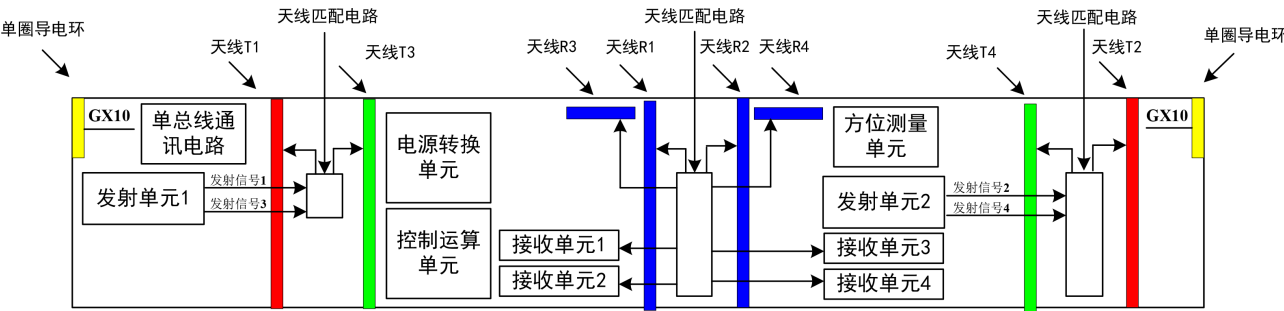 天线匹配电路
天线匹配电路
天线匹配电路
单圈导电环
天线T1
天线T3
天线R3
天线R1
天线R2
天线R4
天线T4
天线T2
单圈导电环
GX10
单总线通
讯电路
电源转换
单元
方位测量
单元
GX10
发射单元1
发射信号1
发射信号3
发射单元2
发射信号2
发射信号4
控制运算
单元
接收单元1
接收单元2
接收单元3
接收单元4